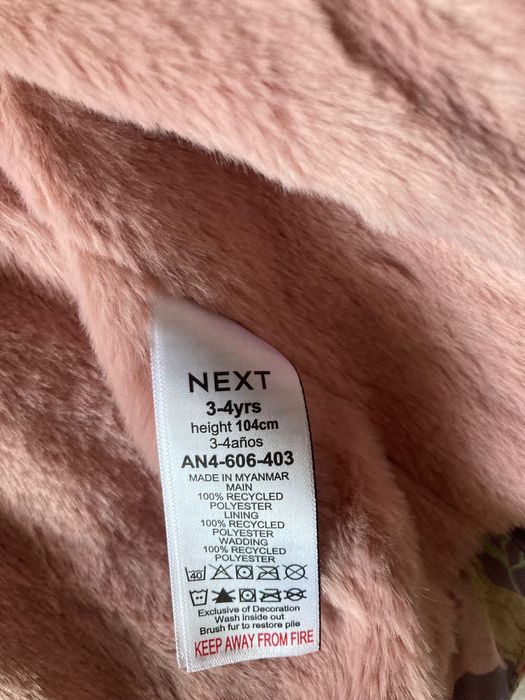 NEXT
3-4yrs
height 104cm
3-4años
AN4-606-403
MADE IN MYANMAR
MAIN
100% RECYCLED
POLYESTER
LINING
100% RECYCLED
POLYESTER
WADDING
100% RECYCLED
POLYESTER
40
Exclusive of Decoration
Wash inside out
Brush fur to restore pile
KEEP AWAY FROM FIRE